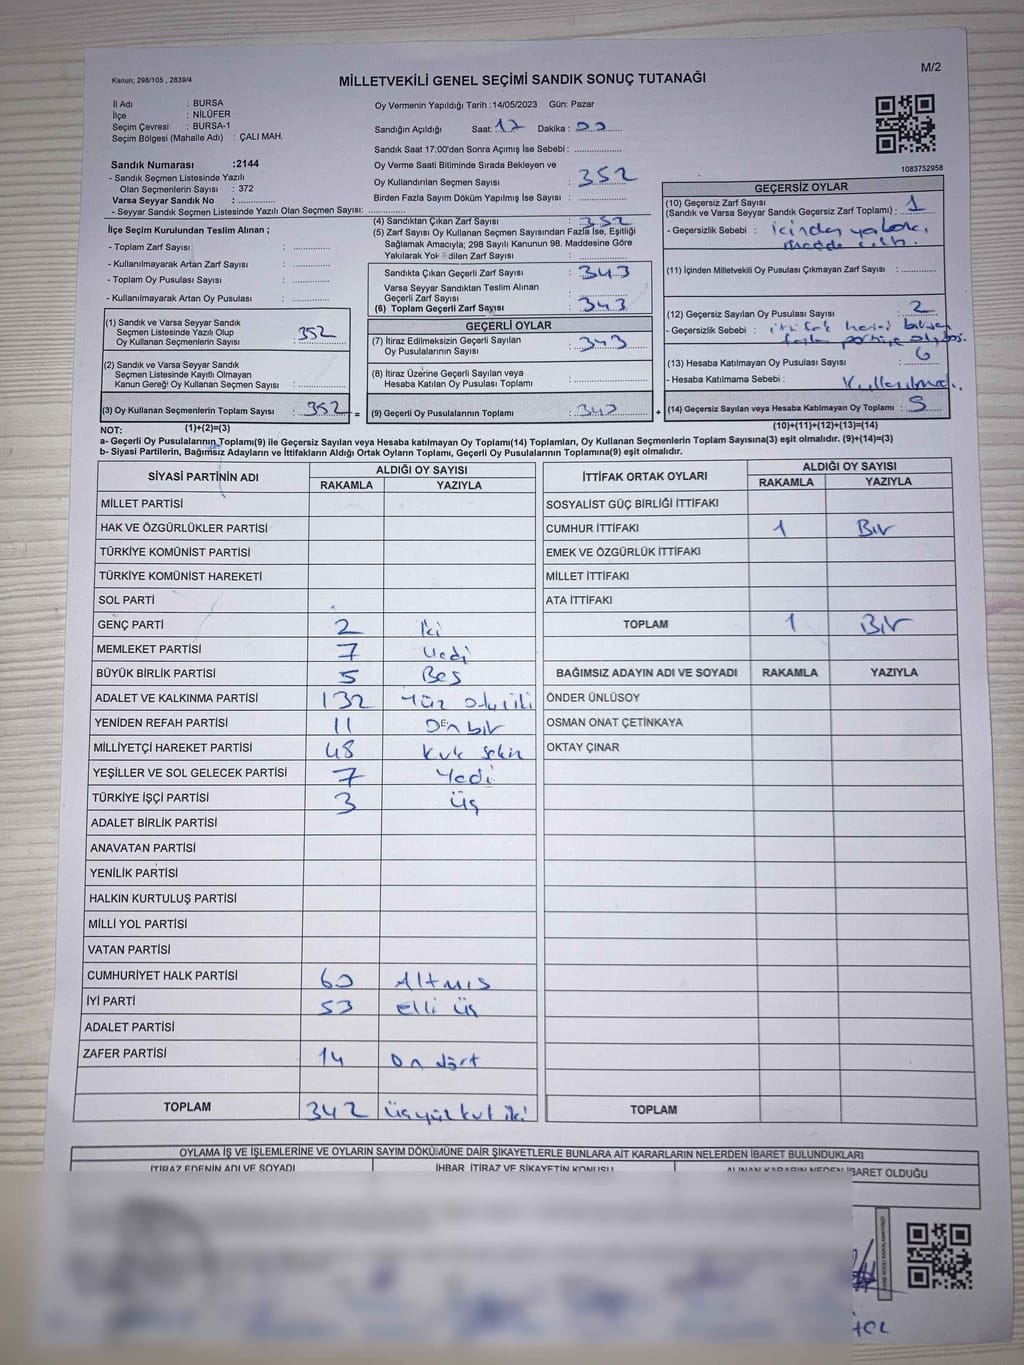 Kanun; 298/105 , 2839/4
MİLLETVEKİLİ GENEL SEÇİMİ SANDIK SONUÇ TUTANAĞI
M/2
İl Adı : BURSA
İlçe : NİLÜFER
Seçim Çevresi : BURSA-1
Seçim Bölgesi (Mahalle Adı) : ÇALI MAH.
Sandık Numarası :2144
- Sandık Seçmen Listesinde Yazılı
Olan Seçmenlerin Sayısı : 372
Varsa Seyyar Sandık No :
- Seyyar Sandık Seçmen Listesinde Yazılı Olan Seçmen Sayısı:
İlçe Seçim Kurulundan Teslim Alınan ;
- Toplam Zarf Sayısı :
- Kullanılmayarak Artan Zarf Sayısı :
- Toplam Oy Pusulası Sayısı :
- Kullanılmayarak Artan Oy Pusulası :
(1) Sandık ve Varsa Seyyar Sandık
Seçmen Listesinde Yazılı Olup
Oy Kullanan Seçmenlerin Sayısı : 352
(2) Sandık ve Varsa Seyyar Sandık
Seçmen Listesinde Kayıtlı Olmayan
Kanun Gereği Oy Kullanan Seçmen Sayısı :
(3) Oy Kullanan Seçmenlerin Toplam Sayısı : 352 =
(1)+(2)=(3)
Oy Vermenin Yapıldığı Tarih :14/05/2023 Gün: Pazar
Sandığın Açıldığı Saat: 17 Dakika : 00
Sandık Saat 17:00'den Sonra Açımış İse Sebebi :
Oy Verme Saati Bitiminde Sırada Bekleyen ve
Oy Kullandırılan Seçmen Sayısı : 352
Birden Fazla Sayım Döküm Yapılmış İse Sayısı :
(4) Sandıktan Çıkan Zarf Sayısı : 352
(5) Zarf Sayısı Oy Kullanan Seçmen Sayısından Fazla İse, Eşitliği
Sağlamak Amacıyla; 298 Sayılı Kanunun 98. Maddesine Göre
Yakılarak Yok Edilen Zarf Sayısı :
Sandıkta Çıkan Geçerli Zarf Sayısı : 343
Varsa Seyyar Sandıktan Teslim Alınan
Geçerli Zarf Sayısı :
(6) Toplam Geçerli Zarf Sayısı : 343
GEÇERLİ OYLAR
(7) İtiraz Edilmeksizin Geçerli Sayılan
Oy Pusulalarının Sayısı : 343
(8) İtiraz Üzerine Geçerli Sayılan veya
Hesaba Katılan Oy Pusulası Toplamı :
(9) Geçerli Oy Pusulalarının Toplamı : 343 +
1083752958
GEÇERSİZ OYLAR
(10) Geçersiz Zarf Sayısı
(Sandık ve Varsa Seyyar Sandık Geçersiz Zarf Toplamı) : 1
- Geçersizlik Sebebi : içinden
(11) İçinden Milletvekili Oy Pusulası Çıkmayan Zarf Sayısı :
(12) Geçersiz Sayılan Oy Pusulası Sayısı : 2
- Geçersizlik Sebebi : ittifak harici birden
fazla partiye
(13) Hesaba Katılmayan Oy Pusulası Sayısı : 6
- Hesaba Katılmama Sebebi :
(14) Geçersiz Sayılan veya Hesaba Katılmayan Oy Toplamı :
(10)+(11)+(12)+(13)=(14)
NOT:
a- Geçerli Oy Pusulalarının Toplamı(9) ile Geçersiz Sayılan veya Hesaba katılmayan Oy Toplamı(14) Toplamları, Oy Kullanan Seçmenlerin Toplam Sayısına(3) eşit olmalıdır. (9)+(14)=(3)
b- Siyasi Partilerin, Bağımsız Adayların ve İttifakların Aldığı Ortak Oyların Toplamı, Geçerli Oy Pusulalarının Toplamına(9) eşit olmalıdır.
SİYASİ PARTİNİN ADI ALDIĞI OY SAYISI
RAKAMLA YAZIYLA
MİLLET PARTİSİ
HAK VE ÖZGÜRLÜKLER PARTİSİ
TÜRKİYE KOMÜNİST PARTİSİ
TÜRKİYE KOMÜNİST HAREKETİ
SOL PARTİ
GENÇ PARTİ 2 İki
MEMLEKET PARTİSİ 7 Yedi
BÜYÜK BİRLİK PARTİSİ 5 Beş
ADALET VE KALKINMA PARTİSİ 132 Yüz otuz iki
YENİDEN REFAH PARTİSİ 11 On bir
MİLLİYETÇİ HAREKET PARTİSİ 48 Kırk sekiz
YEŞİLLER VE SOL GELECEK PARTİSİ 7 Yedi
TÜRKİYE İŞÇİ PARTİSİ 3 Üç
ADALET BİRLİK PARTİSİ
ANAVATAN PARTİSİ
YENİLİK PARTİSİ
HALKIN KURTULUŞ PARTİSİ
MİLLİ YOL PARTİSİ
VATAN PARTİSİ
CUMHURİYET HALK PARTİSİ 60 Altmış
İYİ PARTİ 53 Elli üç
ADALET PARTİSİ
ZAFER PARTİSİ 14 On dört
TOPLAM 342 Üçyüz kırk iki
İTTİFAK ORTAK OYLARI ALDIĞI OY SAYISI
RAKAMLA YAZIYLA
SOSYALİST GÜÇ BİRLİĞİ İTTİFAKI
CUMHUR İTTİFAKI 1 Bir
EMEK VE ÖZGÜRLÜK İTTİFAKI
MİLLET İTTİFAKI
ATA İTTİFAKI
TOPLAM 1 Bir
BAĞIMSIZ ADAYIN ADI VE SOYADI RAKAMLA YAZIYLA
ÖNDER ÜNLÜSOY
OSMAN ONAT ÇETİNKAYA
OKTAY ÇINAR
TOPLAM
OYLAMA İŞ VE İŞLEMLERİNE VE OYLARIN SAYIM DÖKÜMÜNE DAİR ŞİKAYETLERLE BUNLARA AİT KARARLARIN NELERDEN İBARET BULUNDUKLARI
İTİRAZ EDENİN ADI VE SOYADI İHBAR, İTİRAZ VE ŞİKAYETİN KONUSU ALINAN KARARIN NEDEN İBARET OLDUĞU